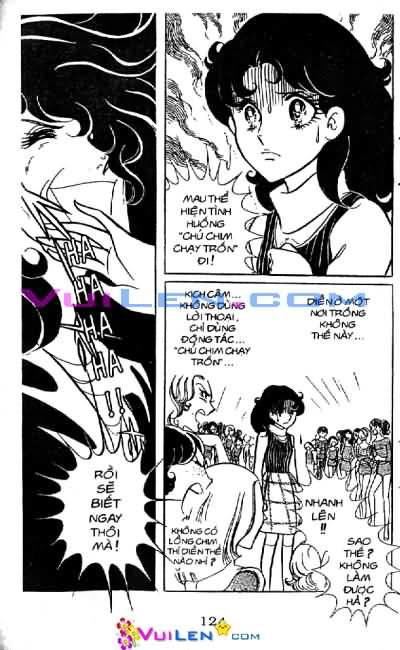 MAU THỂ
HIỆN TÌNH
HUỐNG
"CHÚ CHIM
CHẠY TRỐN"
ĐI!
HA
HA
HA
HA
HA
!!
RỒI
SẼ
BIẾT
NGAY
THÔI
MÀ!
KỊCH CÂM...
KHÔNG DÙNG
LỜI THOẠI,
CHỈ DÙNG
ĐỘNG TÁC...
"CHÚ CHIM CHẠY
TRỐN"...
DIỄN Ở MỘT
NƠI TRỐNG
KHÔNG
THẾ NÀY...
KHÔNG CÓ
LỒNG CHIM,
THÌ DIỄN THẾ
NÀO NHỈ?
NHANH
LÊN
!!
SAO
THẾ?
KHÔNG
LÀM
ĐƯỢC
HẢ?
VUILEN.COM
12
VUILEN.COM